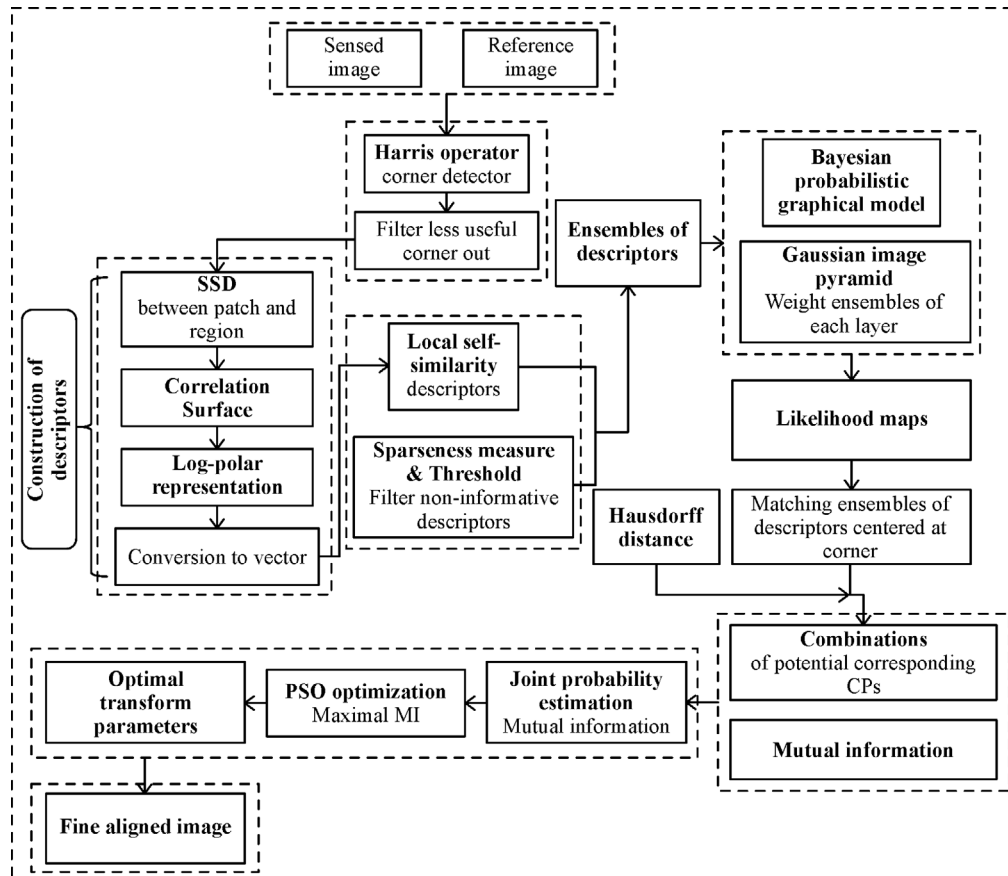 Sensed
image
Reference
image
Harris operator
corner detector
Filter less useful
corner out
Construction of
descriptors
SSD
between patch and
region
Correlation
Surface
Log-polar
representation
Conversion to vector
Local self-
similarity
descriptors
Sparseness measure
& Threshold
Filter non-informative
descriptors
Ensembles of
descriptors
Bayesian
probabilistic
graphical model
Gaussian image
pyramid
Weight ensembles of
each layer
Likelihood maps
Hausdorff
distance
Matching ensembles of
descriptors centered at
corner
Combinations
of potential corresponding
CPs
Mutual information
Joint probability
estimation
Mutual information
PSO optimization
Maximal MI
Optimal
transform
parameters
Fine aligned image